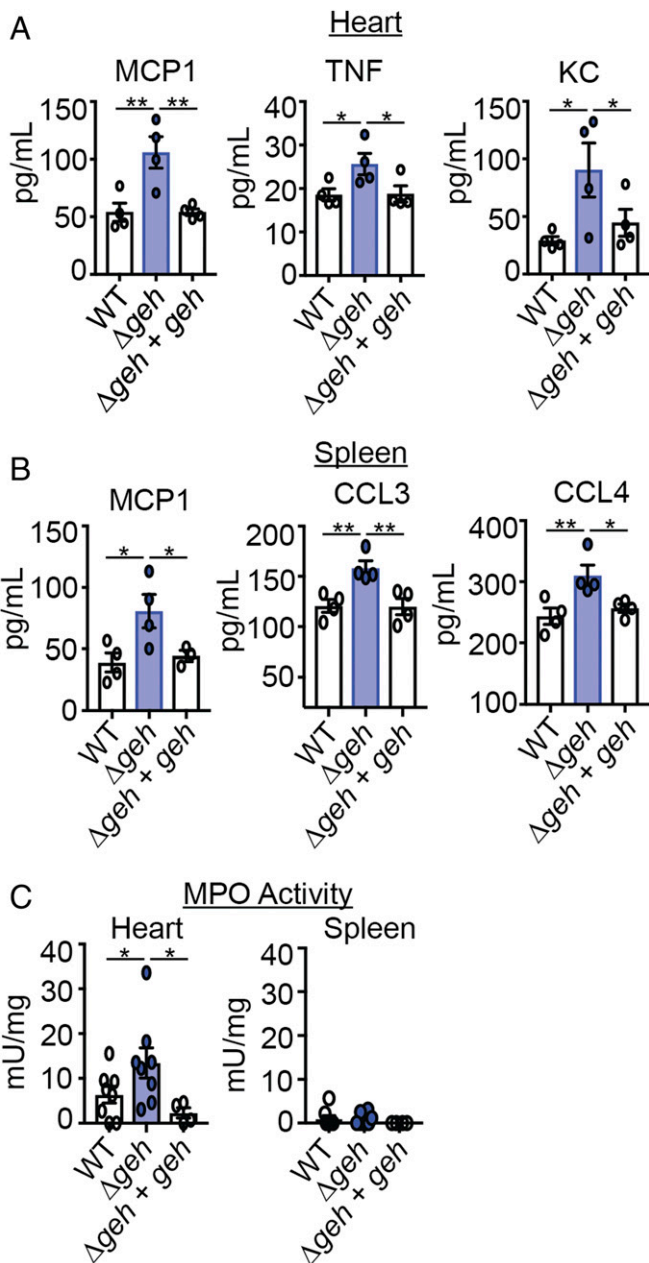 A
Heart
MCP1 TNF KC
** ** * * * *
pg/mL 150 100 50 0
pg/mL 40 30 20 10 0
pg/mL 150 100 50 0
WT Δgeh Δgeh + geh
WT Δgeh Δgeh + geh
WT Δgeh Δgeh + geh
B
Spleen
MCP1 CCL3 CCL4
* * ** ** ** *
pg/mL 150 100 50 0
pg/mL 200 150 100 50
pg/mL 400 300 200 100
WT Δgeh Δgeh + geh
WT Δgeh Δgeh + geh
WT Δgeh Δgeh + geh
C
MPO Activity
Heart Spleen
* *
mU/mg 40 30 20 10 0
mU/mg 40 30 20 10 0
WT Δgeh Δgeh + geh
WT Δgeh Δgeh + geh